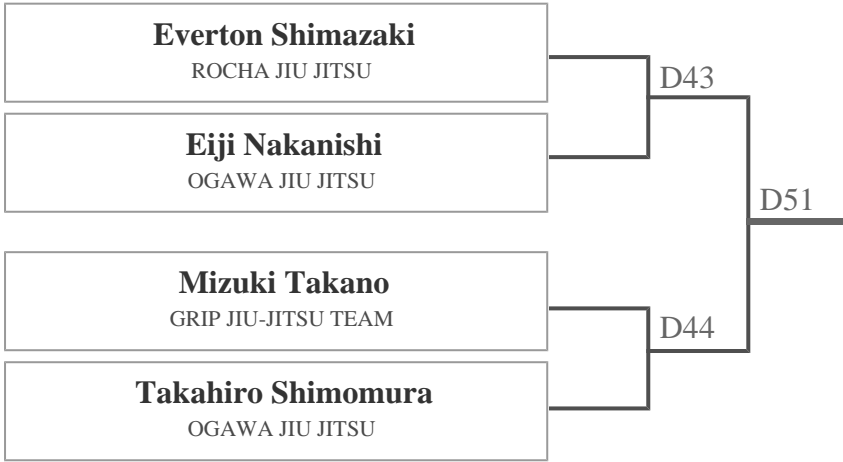 Everton Shimazaki
ROCHA JIU JITSU
D43
Eiji Nakanishi
OGAWA JIU JITSU
D51
Mizuki Takano
GRIP JIU-JITSU TEAM
D44
Takahiro Shimomura
OGAWA JIU JITSU